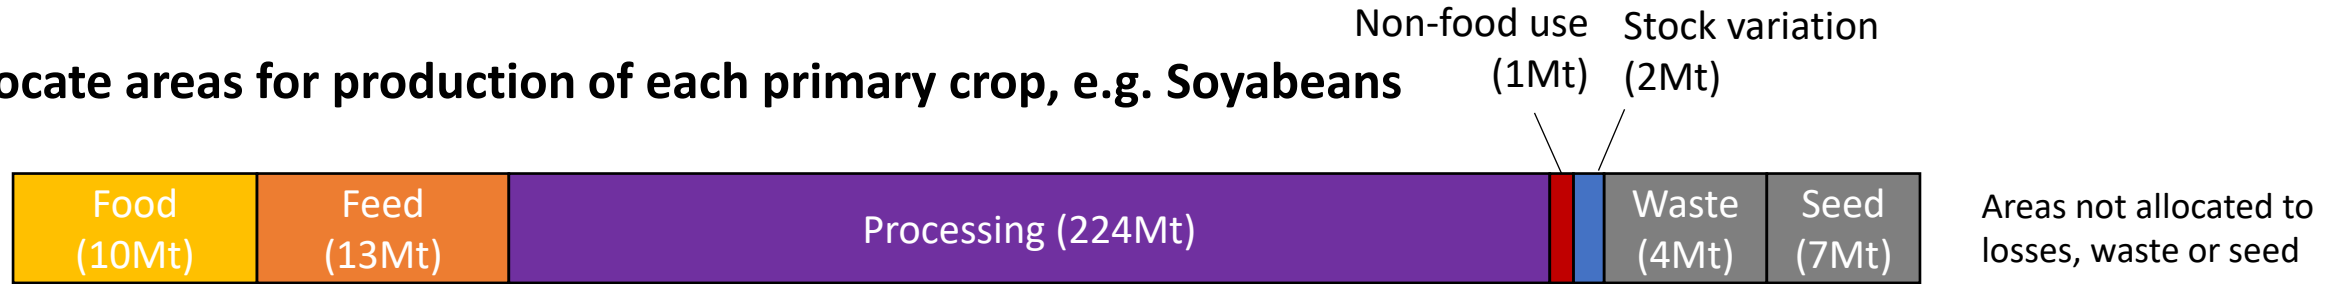 ocate areas for production of each primary crop, e.g. Soyabeans
Non-food use
(1Mt)
Stock variation
(2Mt)
Food
(10Mt)
Feed
(13Mt)
Processing (224Mt)
Waste
(4Mt)
Seed
(7Mt)
Areas not allocated to
losses, waste or seed